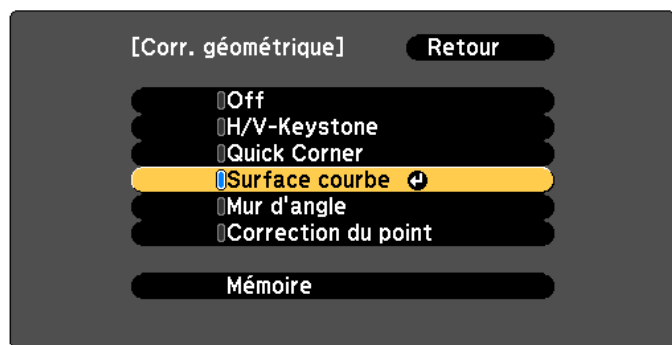 [Corr. géométrique] Retour
Off
H/V-Keystone
Quick Corner
Surface courbe
Mur d'angle
Correction du point
Mémoire